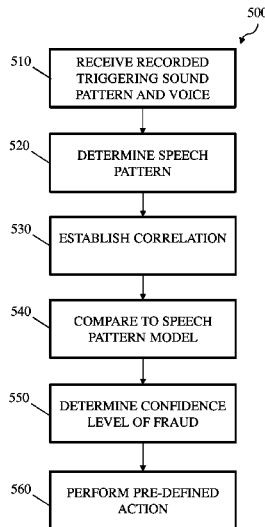 500
510
RECEIVE RECORDED
TRIGGERING SOUND
PATTERN AND VOICE
520
DETERMINE SPEECH
PATTERN
530
ESTABLISH CORRELATION
540
COMPARE TO SPEECH
PATTERN MODEL
550
DETERMINE CONFIDENCE
LEVEL OF FRAUD
560
PERFORM PRE-DEFINED
ACTION